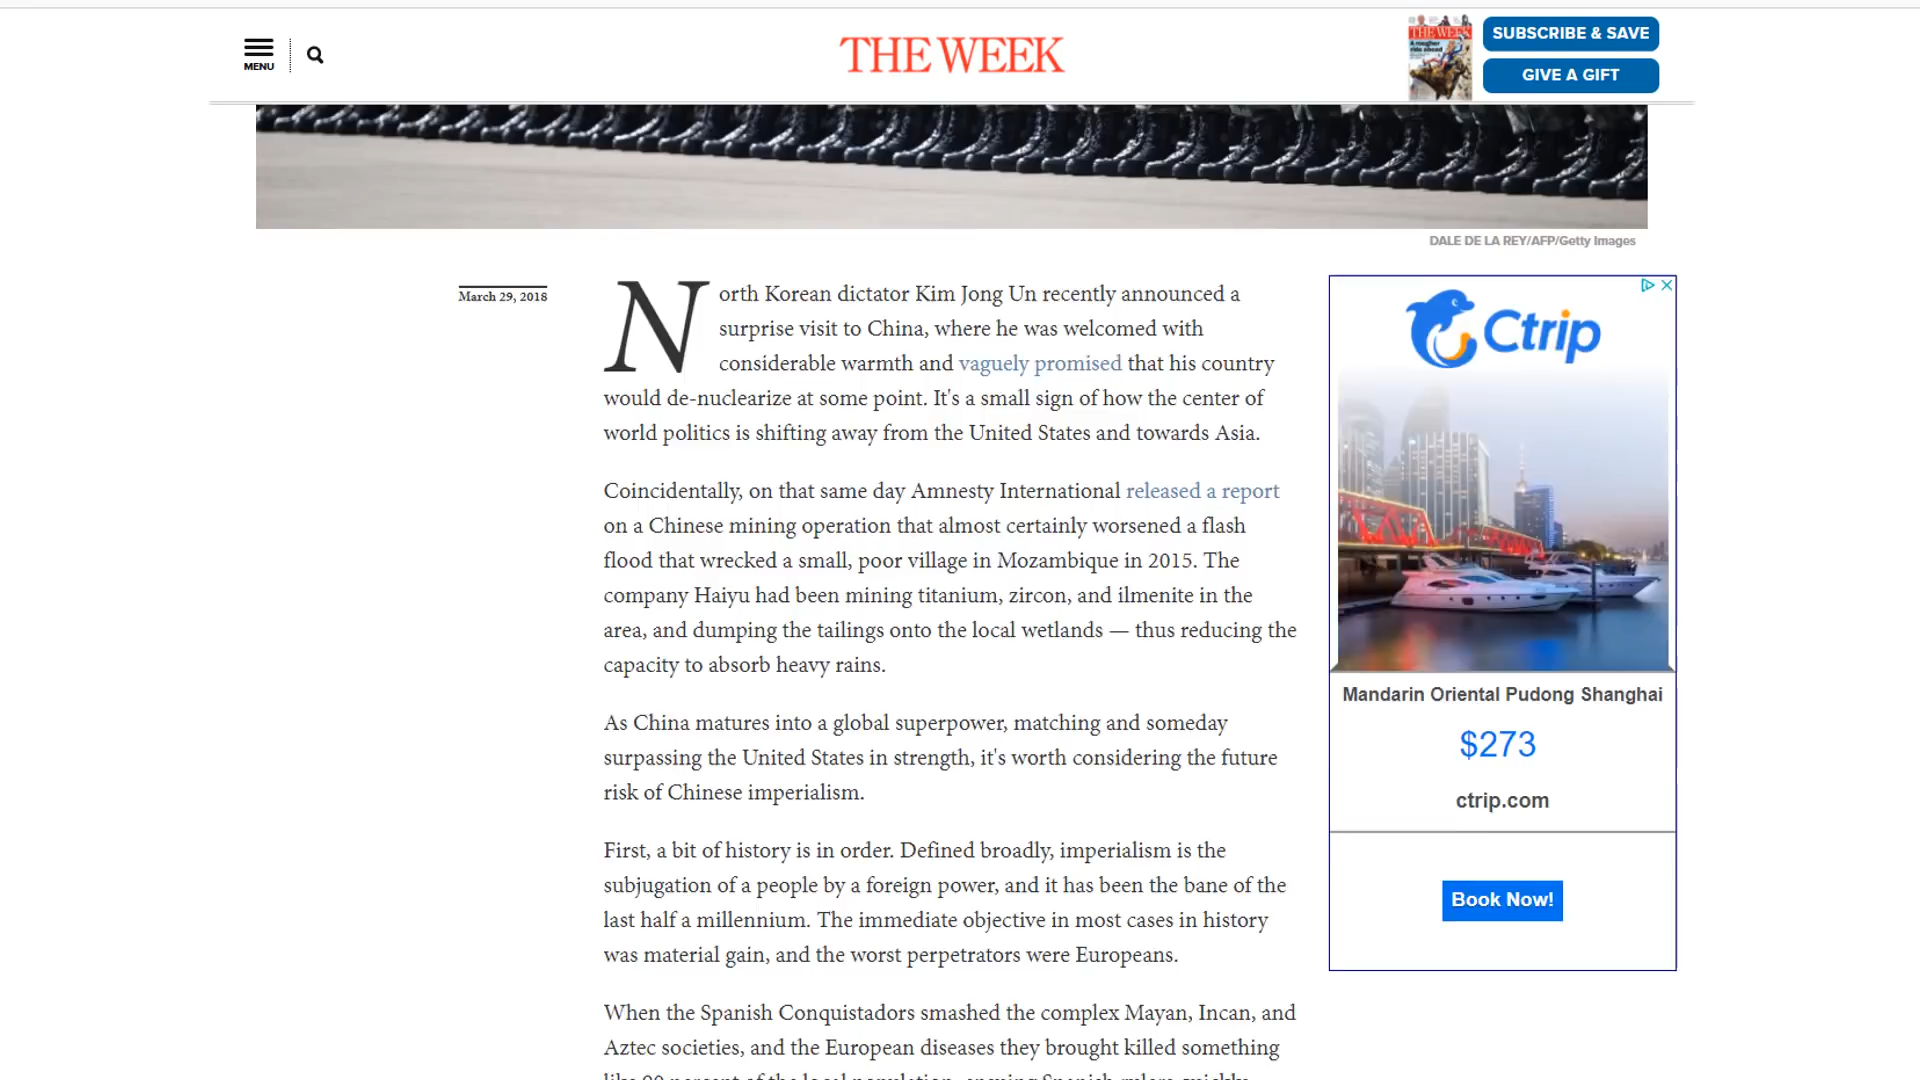 MENU
THE WEEK
THE WEEK
SUBSCRIBE & SAVE
GIVE A GIFT
DALE DE LA REY/AFP/Getty Images
March 29, 2018
North Korean dictator Kim Jong Un recently announced a
surprise visit to China, where he was welcomed with
considerable warmth and vaguely promised that his country
would de-nuclearize at some point. It's a small sign of how the center of
world politics is shifting away from the United States and towards Asia.
Coincidentally, on that same day Amnesty International released a report
on a Chinese mining operation that almost certainly worsened a flash
flood that wrecked a small, poor village in Mozambique in 2015. The
company Haiyu had been mining titanium, zircon, and ilmenite in the
area, and dumping the tailings onto the local wetlands — thus reducing the
capacity to absorb heavy rains.
As China matures into a global superpower, matching and someday
surpassing the United States in strength, it's worth considering the future
risk of Chinese imperialism.
First, a bit of history is in order. Defined broadly, imperialism is the
subjugation of a people by a foreign power, and it has been the bane of the
last half a millennium. The immediate objective in most cases in history
was material gain, and the worst perpetrators were Europeans.
When the Spanish Conquistadors smashed the complex Mayan, Incan, and
Aztec societies, and the European diseases they brought killed something
Ctrip
Mandarin Oriental Pudong Shanghai
$273
ctrip.com
Book Now!